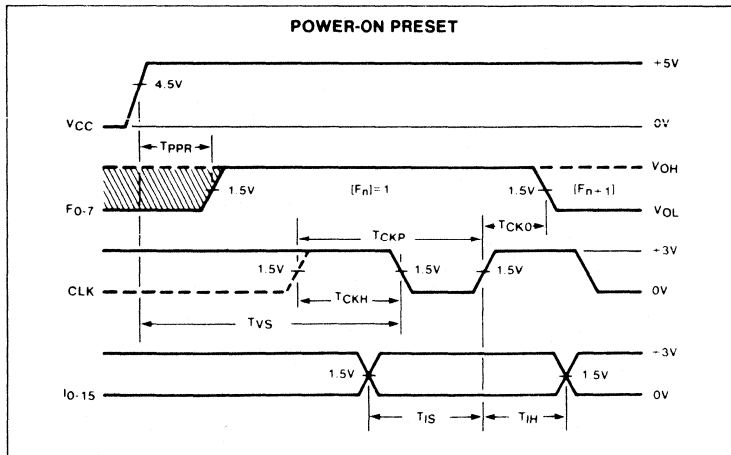 POWER-ON PRESET
+5V
4.5V
VCC
0V
TPPR
VOH
1.5V
[Fn]=1
1.5V
[Fn+1]
F0-7
TCKO
VOL
TCKP
+3V
1.5V
1.5V
1.5V
CLK
TCKH
0V
TVS
+3V
1.5V
1.5V
I0-15
0V
TIS
TIH